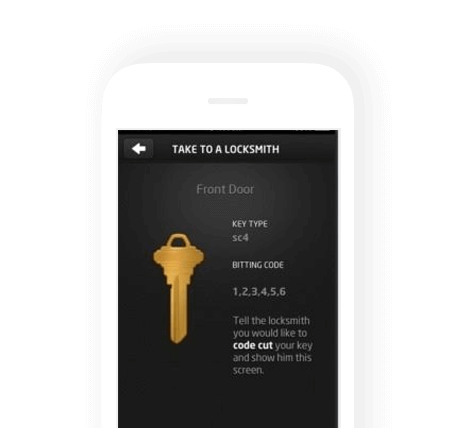 TAKE TO A LOCKSMITH
Front Door
KEY TYPE
sc4
BITTING CODE
1,2,3,4,5,6
Tell the locksmith
you would like to
code cut your key
and show him this
screen.